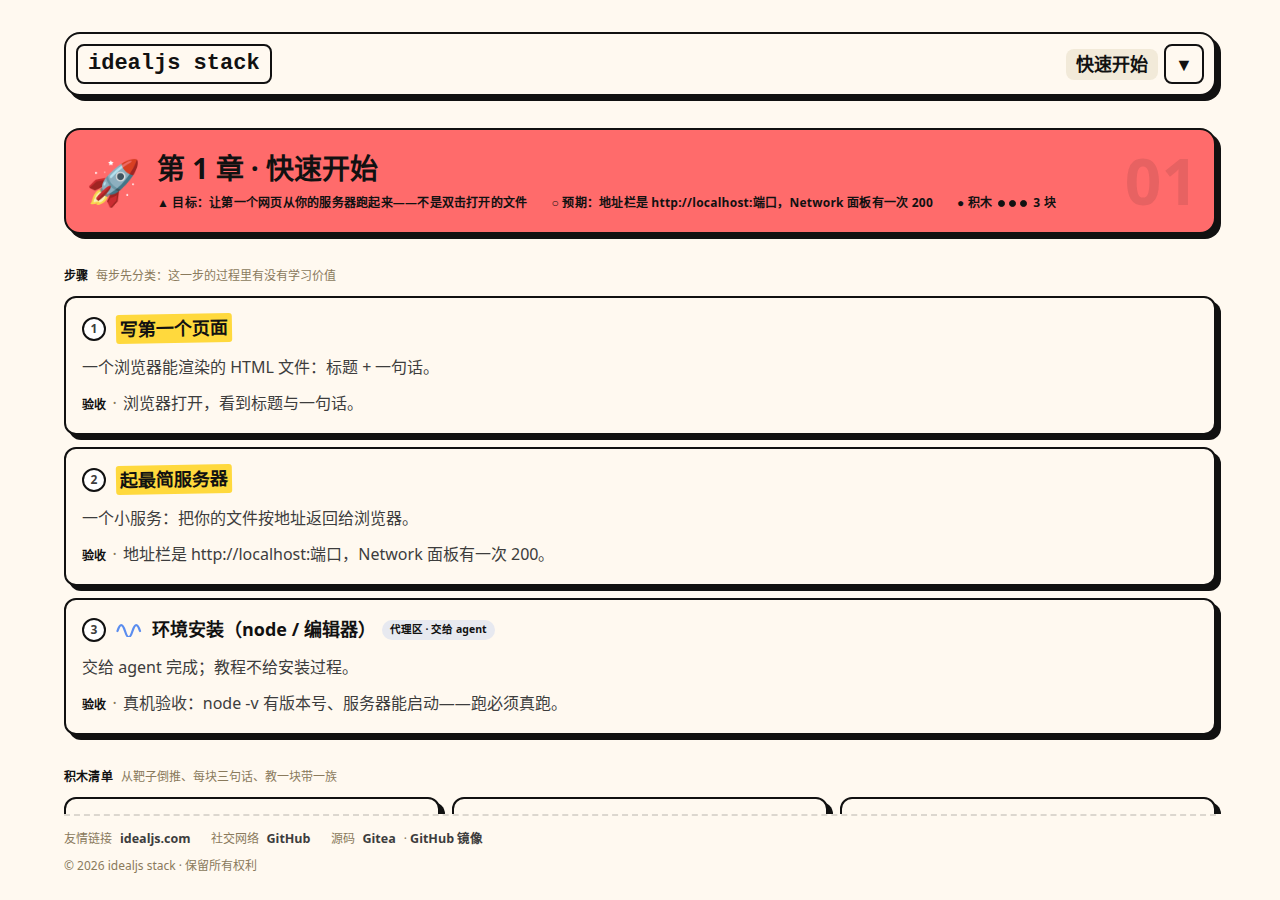 idealjs stack
快速开始 ▼
🚀 第 1 章 · 快速开始
01
▲ 目标：让第一个网页从你的服务器跑起来——不是双击打开的文件 ○ 预期：地址栏是 http://localhost:端口，Network 面板有一次 200 ● 积木 ●●● 3 块
步骤 每步先分类：这一步的过程里有没有学习价值
1 写第一个页面
一个浏览器能渲染的 HTML 文件：标题 + 一句话。
验收 · 浏览器打开，看到标题与一句话。
2 起最简服务器
一个小服务：把你的文件按地址返回给浏览器。
验收 · 地址栏是 http://localhost:端口，Network 面板有一次 200。
3 环境安装（node / 编辑器） 代理区 · 交给 agent
交给 agent 完成；教程不给安装过程。
验收 · 真机验收：node -v 有版本号、服务器能启动——跑必须真跑。
积木清单 从靶子倒推、每块三句话、教一块带一族
友情链接 idealjs.com 社交网络 GitHub 源码 Gitea · GitHub 镜像
© 2026 idealjs stack · 保留所有权利